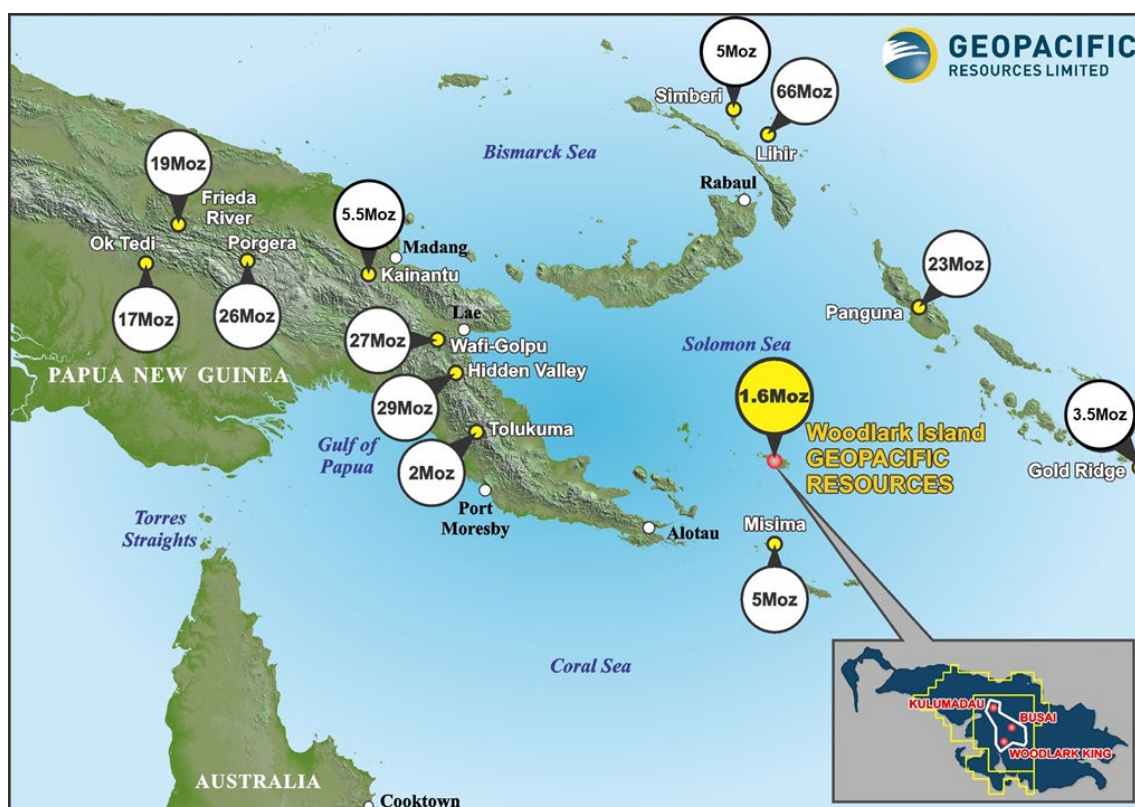 GEOPACIFIC
RESOURCES LIMITED
5Moz
Simberi
66Moz
Lihir
Bismarck Sea
Rabaul
19Moz
Frieda
River
Ok Tedi
17Moz
Porgera
26Moz
5.5Moz
Madang
Kainantu
Lae
27Moz
Wafi-Golpu
Hidden Valley
29Moz
PAPUA NEW GUINEA
23Moz
Panguna
Solomon Sea
1.6Moz
Woodlark Island
GEOPACIFIC
RESOURCES
3.5Moz
Gold Ridge
Tolukuma
2Moz
Gulf of
Papua
Port
Moresby
Alotau
Misima
5Moz
Torres
Straights
Coral Sea
KULUMADAU
BUSAI
WOODLARK KING
AUSTRALIA
Cooktown